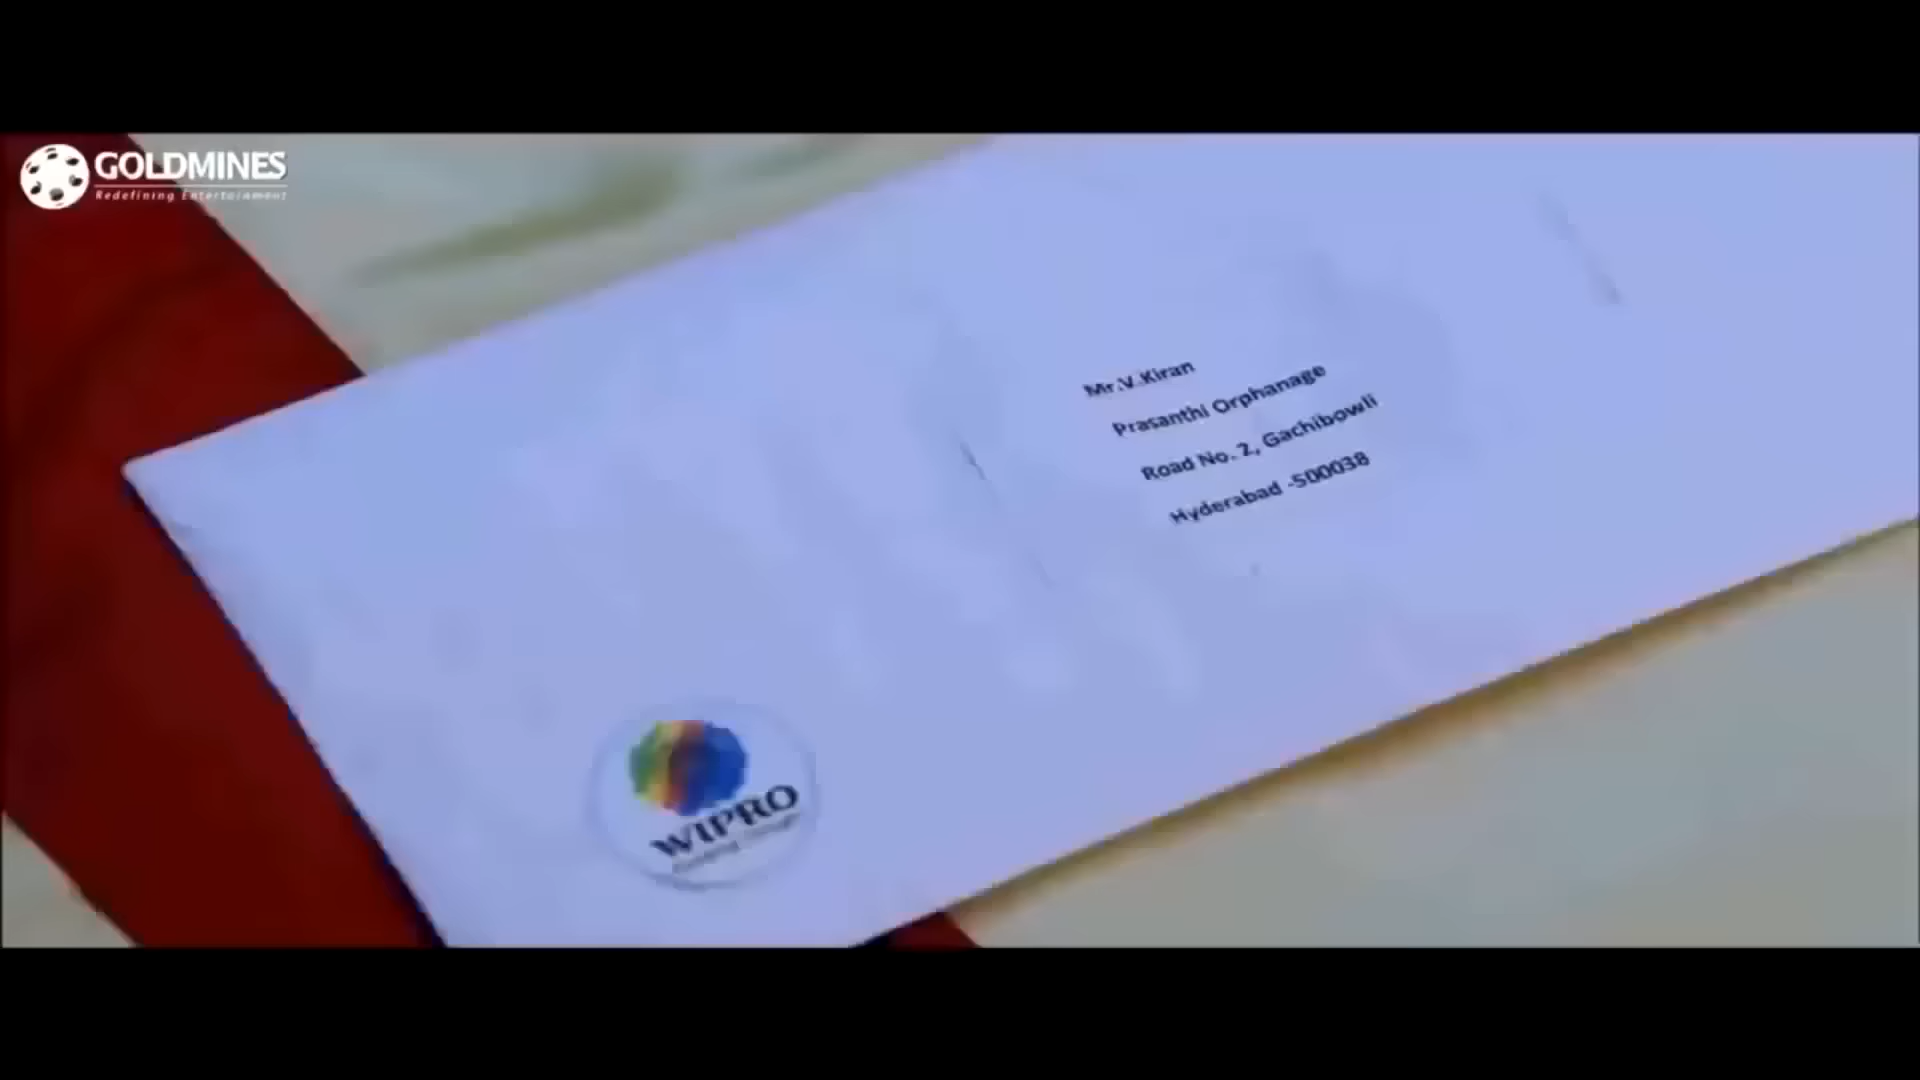 GOLDMINES
Redefining Entertainment
Mr.V.Kiran
Prasanthi Orphanage
Road No. 2, Gachibowli
Hyderabad -500038
WIPRO